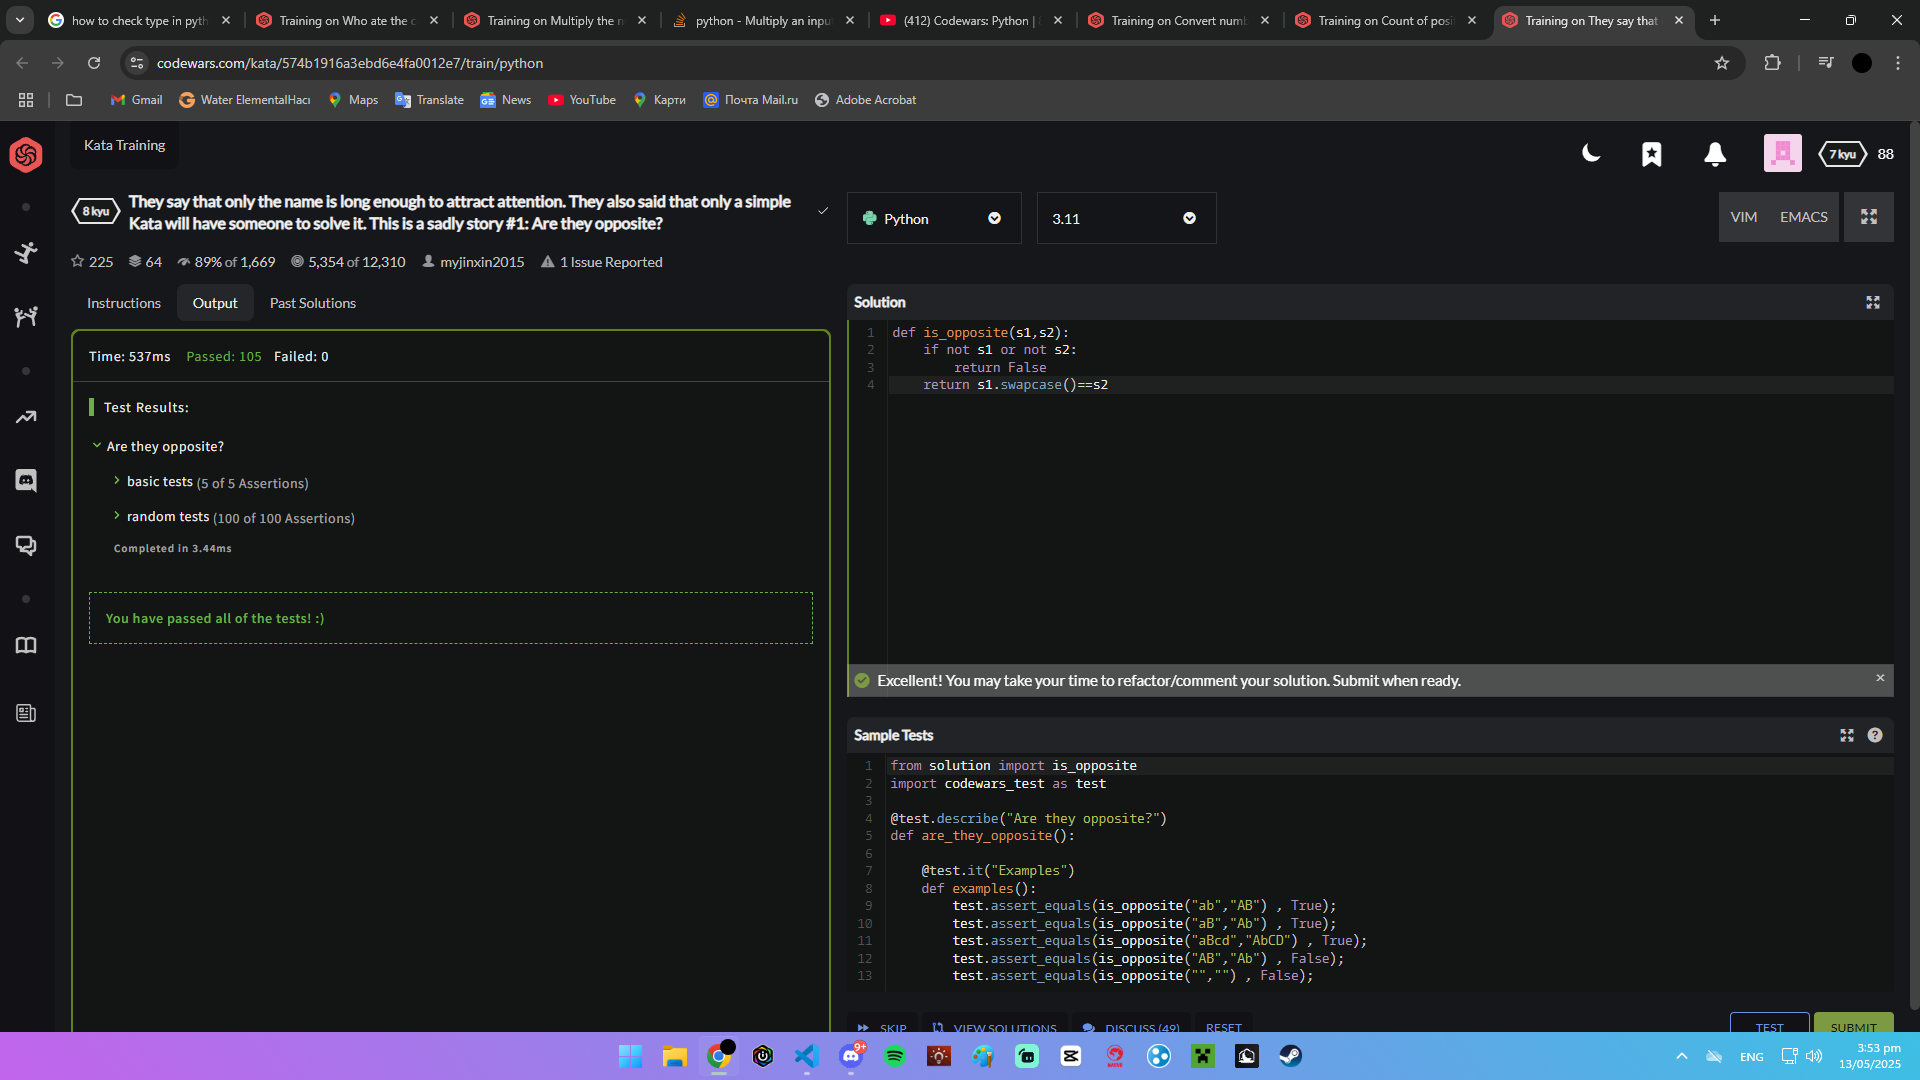 how to check type in pyth
Training on Who ate the c
Training on Multiply the n
python - Multiply an input
(412) Codewars: Python |
Training on Convert numb
Training on Count of posi
Training on They say that
codewars.com/kata/574b1916a3ebd6e4fa0012e7/train/python
Gmail
Water ElementalHaci
Maps
Translate
News
YouTube
Карти
Почта Mail.ru
Adobe Acrobat
Kata Training
7 kyu
88
8 kyu
They say that only the name is long enough to attract attention. They also said that only a simple
Kata will have someone to solve it. This is a sadly story #1: Are they opposite?
Python
3.11
VIM
EMACS
225
64
89% of 1,669
5,354 of 12,310
myjinxin2015
1 Issue Reported
Instructions
Output
Past Solutions
Time: 537ms Passed: 105 Failed: 0
Test Results:
Are they opposite?
basic tests (5 of 5 Assertions)
random tests (100 of 100 Assertions)
Completed in 3.44ms
You have passed all of the tests! :)
Solution
1 def is_opposite(s1,s2):
2 if not s1 or not s2:
3 return False
4 return s1.swapcase()==s2
Excellent! You may take your time to refactor/comment your solution. Submit when ready.
Sample Tests
1 from solution import is_opposite
2 import codewars_test as test
3
4 @test.describe("Are they opposite?")
5 def are_they_opposite():
6
7 @test.it("Examples")
8 def examples():
9 test.assert_equals(is_opposite("ab","AB") , True);
10 test.assert_equals(is_opposite("aB","Ab") , True);
11 test.assert_equals(is_opposite("aBcd","AbCD") , True);
12 test.assert_equals(is_opposite("AB","Ab") , False);
13 test.assert_equals(is_opposite("","") , False);
SKIP
VIEW SOLUTIONS
DISCUSS (49)
RESET
TEST
SUBMIT
9+
ENG
3:53 pm
13/05/2025